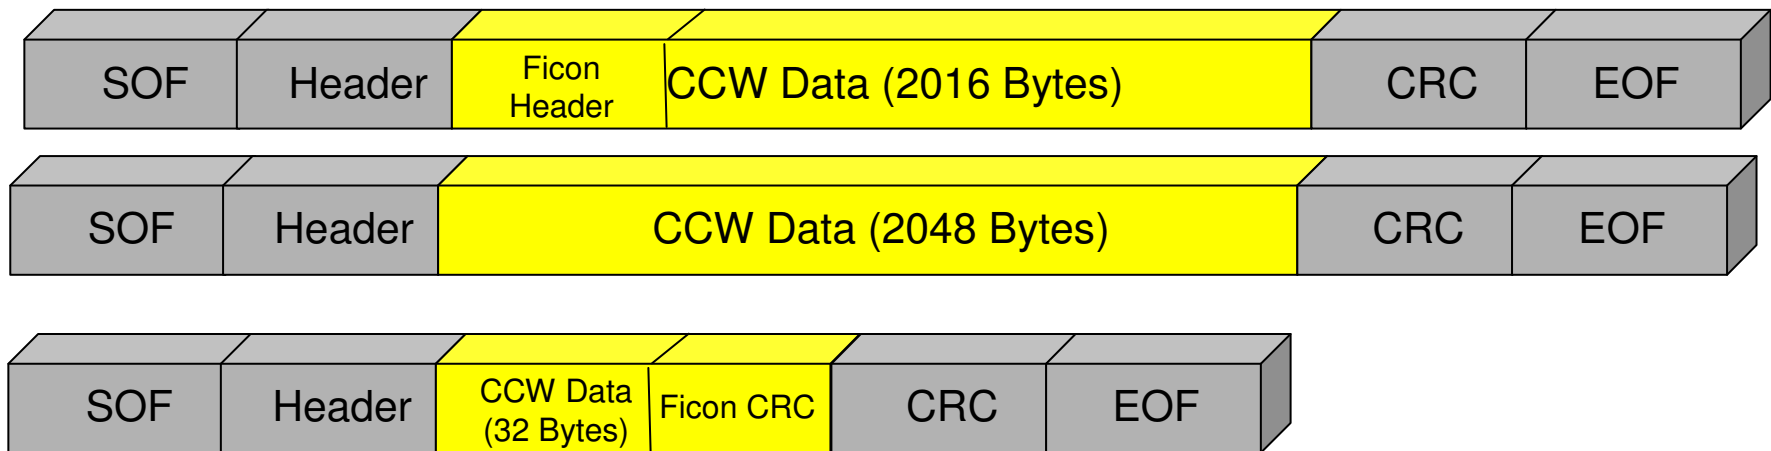 SOF Header Ficon Header CCW Data (2016 Bytes) CRC EOF
SOF Header CCW Data (2048 Bytes) CRC EOF
SOF Header CCW Data (32 Bytes) Ficon CRC CRC EOF